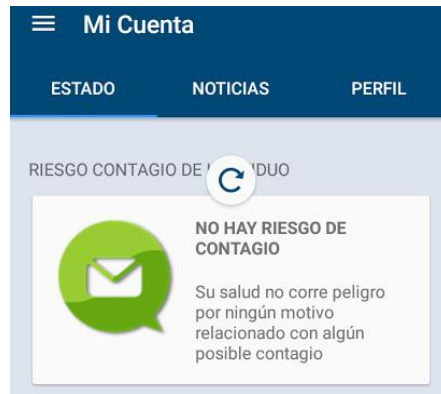 Mi Cuenta
ESTADO NOTICIAS PERFIL
RIESGO CONTAGIO DE
NO HAY RIESGO DE
CONTAGIO
Su salud no corre peligro
por ningún motivo
relacionado con algún
posible contagio